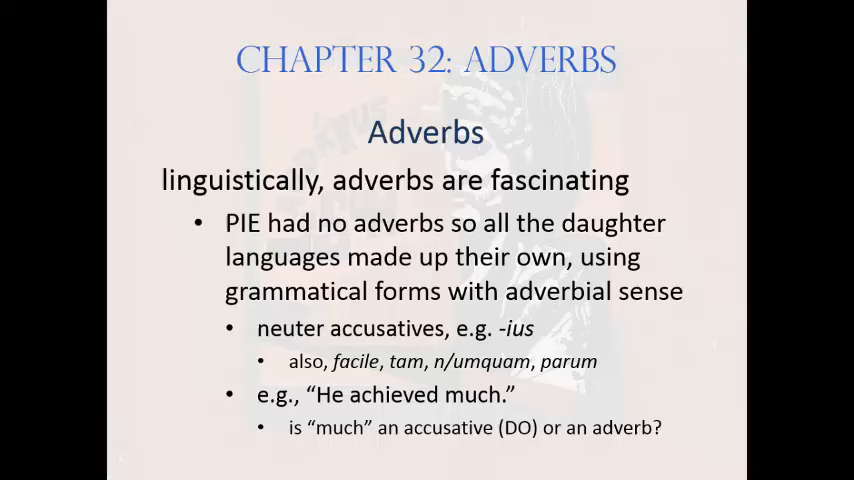 CHAPTER 32: ADVERBS
Adverbs
linguistically, adverbs are fascinating
• PIE had no adverbs so all the daughter
languages made up their own, using
grammatical forms with adverbial sense
• neuter accusatives, e.g. -ius
• also, facile, tam, n/umquam, parum
• e.g., “He achieved much.”
• is “much” an accusative (DO) or an adverb?